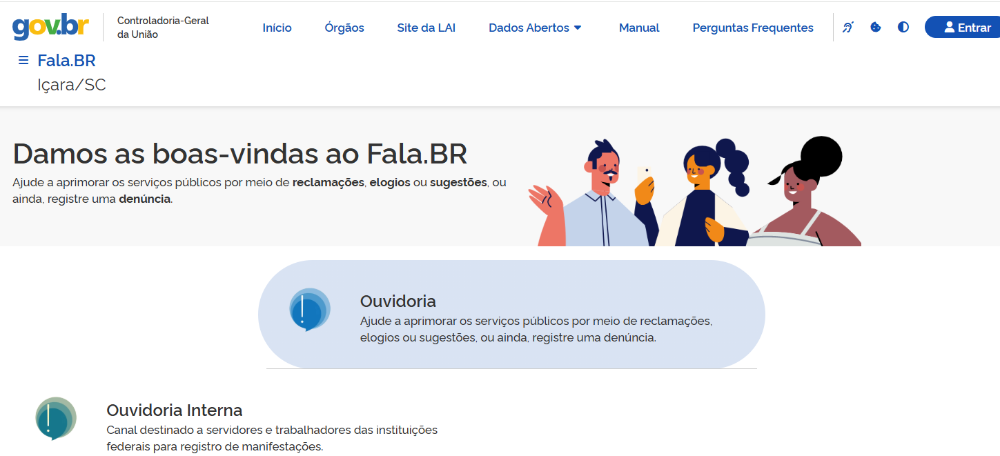 gov.br
Controladoria-Geral
da União
Início
Órgãos
Site da LAI
Dados Abertos
Manual
Perguntas Frequentes
Entrar
Fala.BR
Içara/SC
Damos as boas-vindas ao Fala.BR
Ajude a aprimorar os serviços públicos por meio de reclamações, elogios ou sugestões, ou
ainda, registre uma denúncia.
Ouvidoria
Ajude a aprimorar os serviços públicos por meio de reclamações,
elogios ou sugestões, ou ainda, registre uma denúncia.
Ouvidoria Interna
Canal destinado a servidores e trabalhadores das instituições
federais para registro de manifestações.